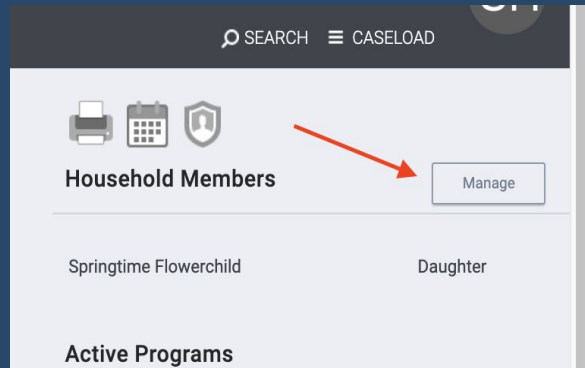 SEARCH CASELOAD
Household Members
Manage
Springtime Flowerchild Daughter
Active Programs